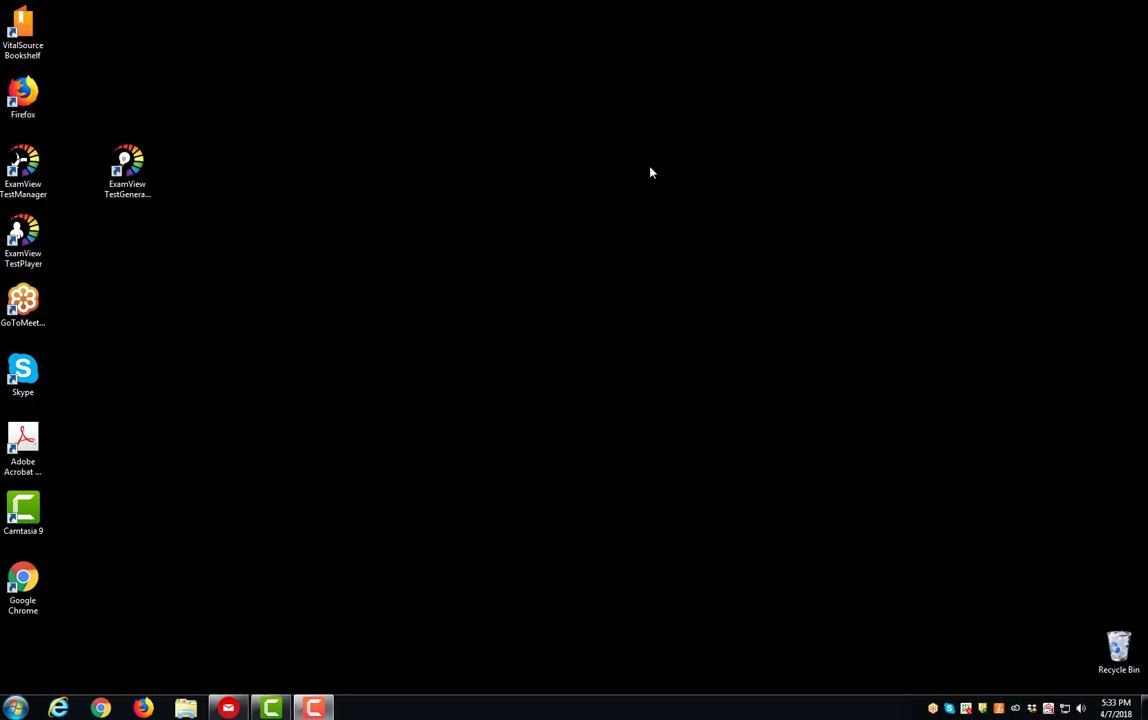 VitalSource
Bookshelf
Firefox
ExamView
TestManager
ExamView
TestGenera...
ExamView
TestPlayer
GoToMeet...
Skype
Adobe
Acrobat ...
Camtasia 9
Google
Chrome
Recycle Bin
5:33 PM
4/7/2018